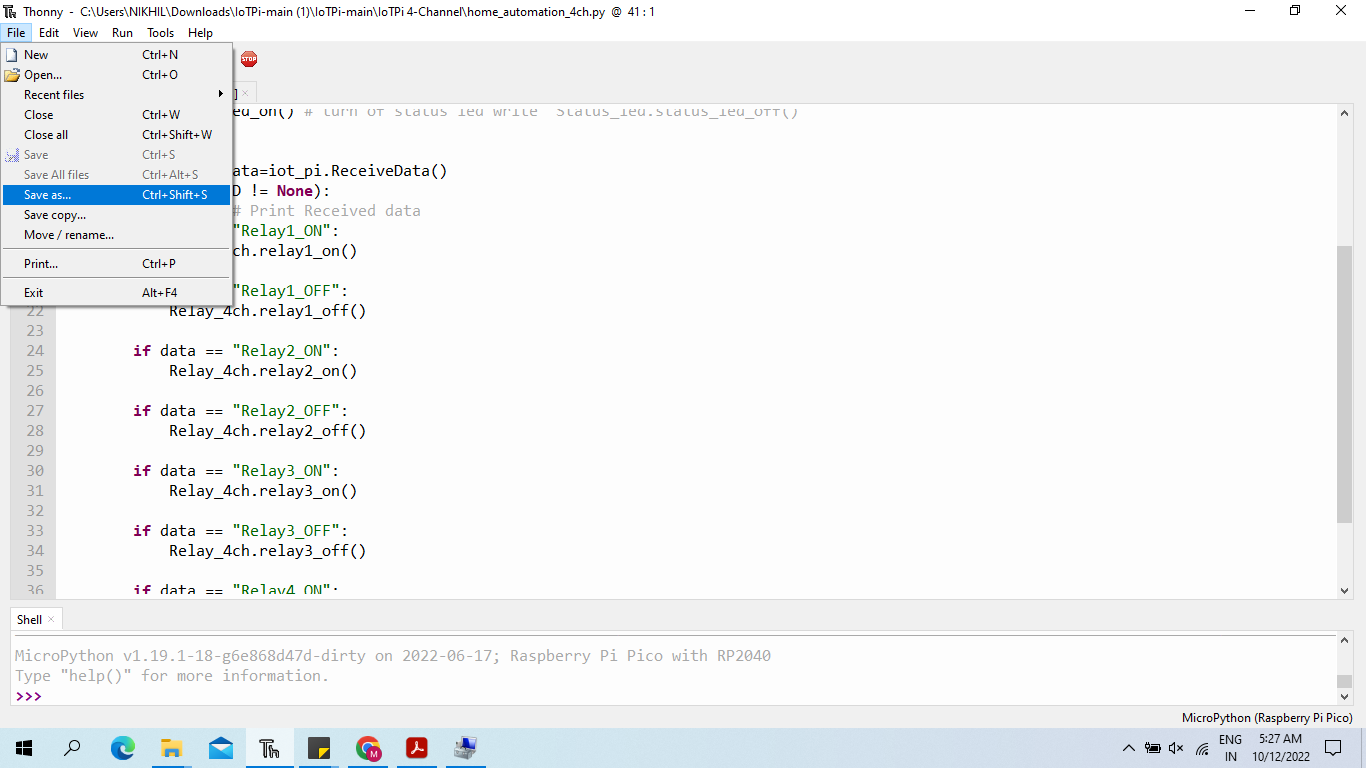 Thonny - C:\Users\NIKHIL\Downloads\IoTPi-main (1)\IoTPi-main\IoTPi 4-Channel\home_automation_4ch.py @ 41 : 1
File Edit View Run Tools Help
New Ctrl+N
Open... Ctrl+O
Recent files
Close Ctrl+W
Close all Ctrl+Shift+W
Save Ctrl+S
Save All files Ctrl+Alt+S
Save as... Ctrl+Shift+S
Save copy...
Move / rename...
Print... Ctrl+P
Exit Alt+F4
STOP
]
ed_on() # turn of status led write Status_led.status_led_off()
ata=iot_pi.ReceiveData()
D != None):
# Print Received data
"Relay1_ON":
ch.relay1_on()
"Relay1_OFF":
22 Relay_4ch.relay1_off()
23
24 if data == "Relay2_ON":
25 Relay_4ch.relay2_on()
26
27 if data == "Relay2_OFF":
28 Relay_4ch.relay2_off()
29
30 if data == "Relay3_ON":
31 Relay_4ch.relay3_on()
32
33 if data == "Relay3_OFF":
34 Relay_4ch.relay3_off()
35
36 if data == "Relay4_ON":
Shell
MicroPython v1.19.1-18-g6e868d47d-dirty on 2022-06-17; Raspberry Pi Pico with RP2040
Type "help()" for more information.
>>>
MicroPython (Raspberry Pi Pico)
Th
M
ENG
IN
5:27 AM
10/12/2022